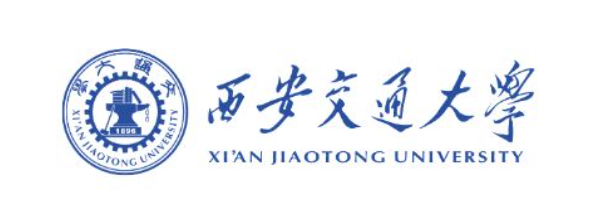 交通大學
1896
XI'AN JIAOTONG UNIVERSITY
西安交通大學
XI'AN JIAOTONG UNIVERSITY